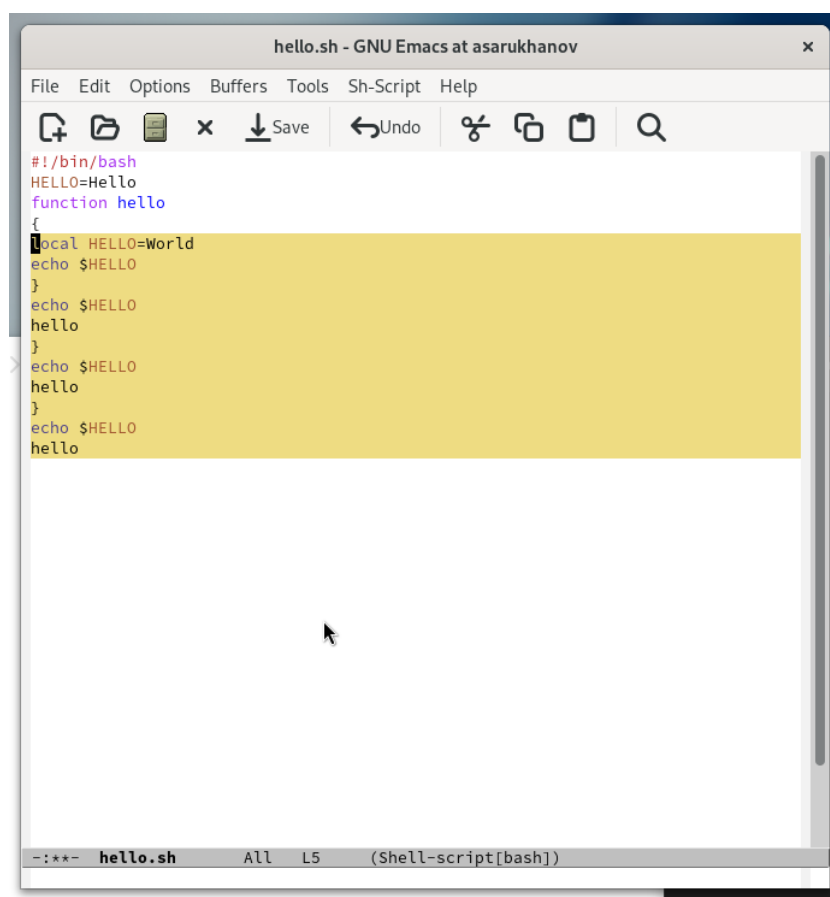 hello.sh - GNU Emacs at asarukhanov
File Edit Options Buffers Tools Sh-Script Help
Save Undo
#!/bin/bash
HELLO=Hello
function hello
{
local HELLO=World
echo $HELLO
}
echo $HELLO
hello
}
echo $HELLO
hello
}
echo $HELLO
hello
-:**- hello.sh All L5 (Shell-script[bash])